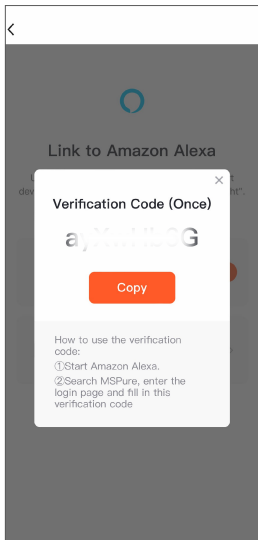 Link to Amazon Alexa
Verification Code (Once)
Copy
How to use the verification
code:
①Start Amazon Alexa.
②Search MSPure, enter the
login page and fill in this
verification code